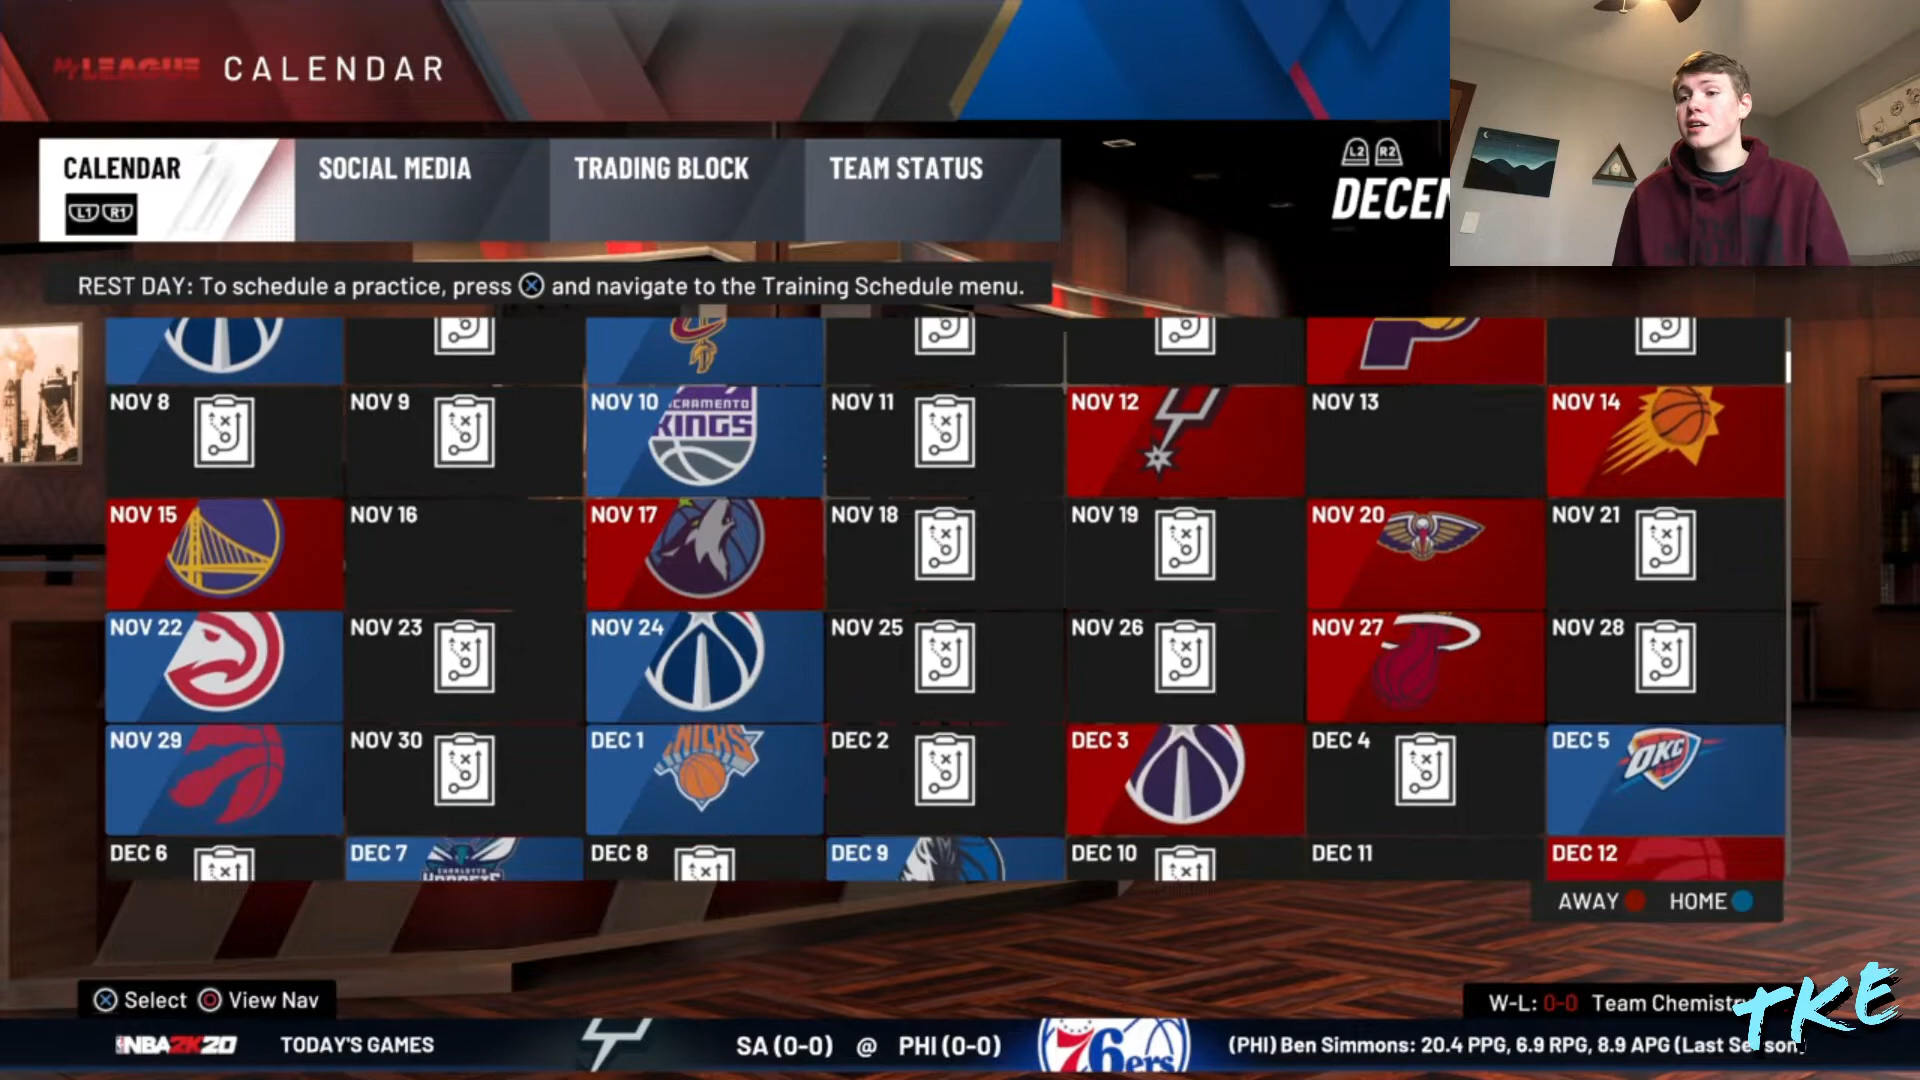 MyLEAGUE CALENDAR
CALENDAR SOCIAL MEDIA TRADING BLOCK TEAM STATUS
L1 R1
L2 R2
DECEM
REST DAY: To schedule a practice, press ⓧ and navigate to the Training Schedule menu.
NOV 8 NOV 9 NOV 10 NOV 11 NOV 12 NOV 13 NOV 14
SACRAMENTO
KINGS
NOV 15 NOV 16 NOV 17 NOV 18 NOV 19 NOV 20 NOV 21
NOV 22 NOV 23 NOV 24 NOV 25 NOV 26 NOV 27 NOV 28
NOV 29 NOV 30 DEC 1 DEC 2 DEC 3 DEC 4 DEC 5
KNICKS
OKC
DEC 6 DEC 7 DEC 8 DEC 9 DEC 10 DEC 11 DEC 12
CHARLOTTE
HORNETS
AWAY HOME
Select View Nav
W-L: 0-0 Team Chemistry
TKE
NBA2K20 TODAY'S GAMES SA (0-0) @ PHI (0-0) 76ers (PHI) Ben Simmons: 20.4 PPG, 6.9 RPG, 8.9 APG (Last Season)